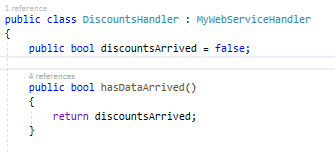 1 reference
public class DiscountsHandler : MyWebServiceHandler
{
public bool discountsArrived = false;
4 references
public bool hasDataArrived()
{
return discountsArrived;
}